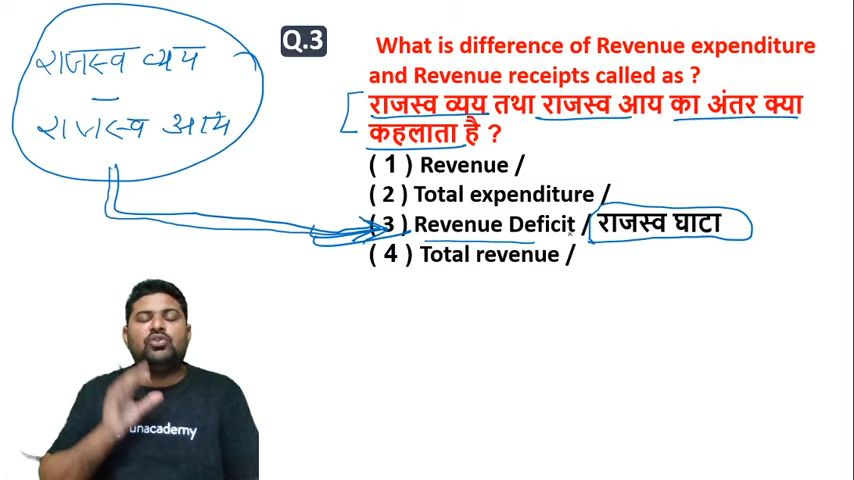 राजस्व व्यय
–
राजस्व आय
Q.3
What is difference of Revenue expenditure
and Revenue receipts called as ?
राजस्व व्यय तथा राजस्व आय का अंतर क्या
कहलाता है ?
( 1 ) Revenue /
( 2 ) Total expenditure /
( 3 ) Revenue Deficit / राजस्व घाटा
( 4 ) Total revenue /
unacademy